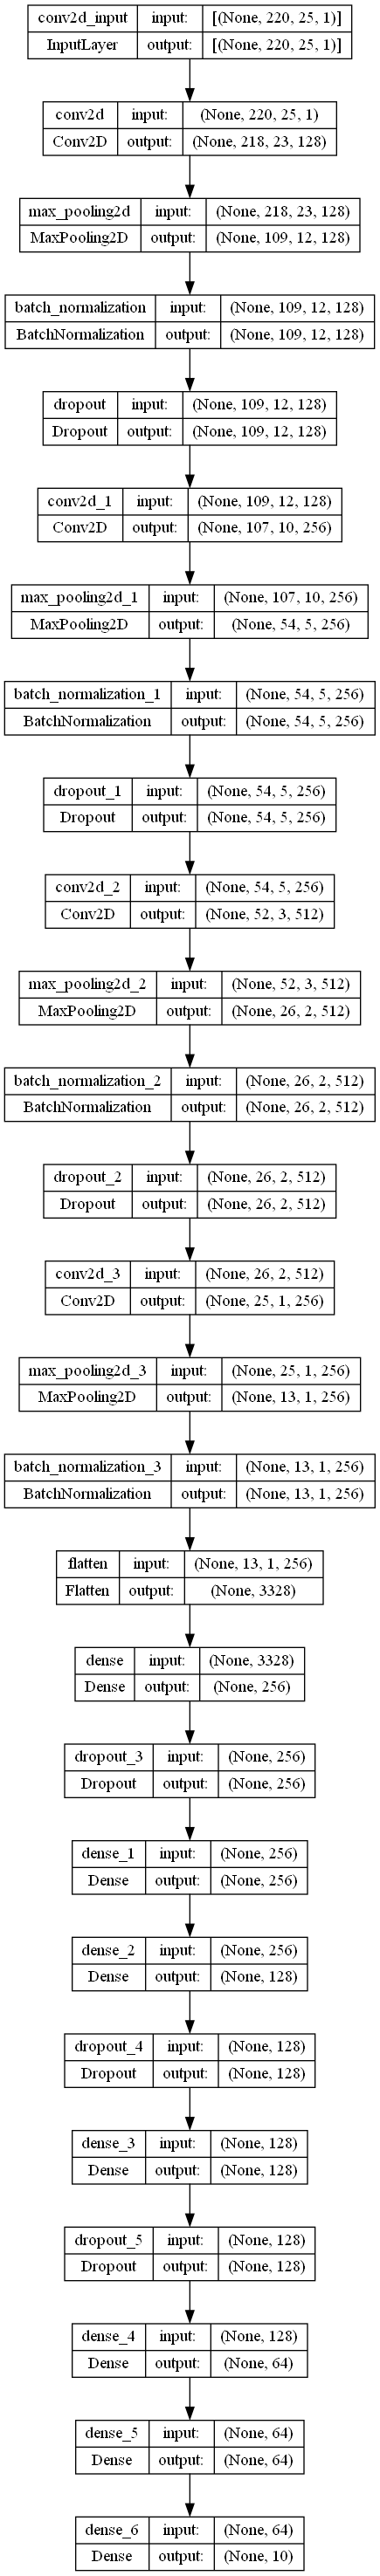 conv2d_input input: [(None, 220, 25, 1)]
InputLayer output: [(None, 220, 25, 1)]
conv2d input: (None, 220, 25, 1)
Conv2D output: (None, 218, 23, 128)
max_pooling2d input: (None, 218, 23, 128)
MaxPooling2D output: (None, 109, 12, 128)
batch_normalization input: (None, 109, 12, 128)
BatchNormalization output: (None, 109, 12, 128)
dropout input: (None, 109, 12, 128)
Dropout output: (None, 109, 12, 128)
conv2d_1 input: (None, 109, 12, 128)
Conv2D output: (None, 107, 10, 256)
max_pooling2d_1 input: (None, 107, 10, 256)
MaxPooling2D output: (None, 54, 5, 256)
batch_normalization_1 input: (None, 54, 5, 256)
BatchNormalization output: (None, 54, 5, 256)
dropout_1 input: (None, 54, 5, 256)
Dropout output: (None, 54, 5, 256)
conv2d_2 input: (None, 54, 5, 256)
Conv2D output: (None, 52, 3, 512)
max_pooling2d_2 input: (None, 52, 3, 512)
MaxPooling2D output: (None, 26, 2, 512)
batch_normalization_2 input: (None, 26, 2, 512)
BatchNormalization output: (None, 26, 2, 512)
dropout_2 input: (None, 26, 2, 512)
Dropout output: (None, 26, 2, 512)
conv2d_3 input: (None, 26, 2, 512)
Conv2D output: (None, 25, 1, 256)
max_pooling2d_3 input: (None, 25, 1, 256)
MaxPooling2D output: (None, 13, 1, 256)
batch_normalization_3 input: (None, 13, 1, 256)
BatchNormalization output: (None, 13, 1, 256)
flatten input: (None, 13, 1, 256)
Flatten output: (None, 3328)
dense input: (None, 3328)
Dense output: (None, 256)
dropout_3 input: (None, 256)
Dropout output: (None, 256)
dense_1 input: (None, 256)
Dense output: (None, 256)
dense_2 input: (None, 256)
Dense output: (None, 128)
dropout_4 input: (None, 128)
Dropout output: (None, 128)
dense_3 input: (None, 128)
Dense output: (None, 128)
dropout_5 input: (None, 128)
Dropout output: (None, 128)
dense_4 input: (None, 128)
Dense output: (None, 64)
dense_5 input: (None, 64)
Dense output: (None, 64)
dense_6 input: (None, 64)
Dense output: (None, 10)